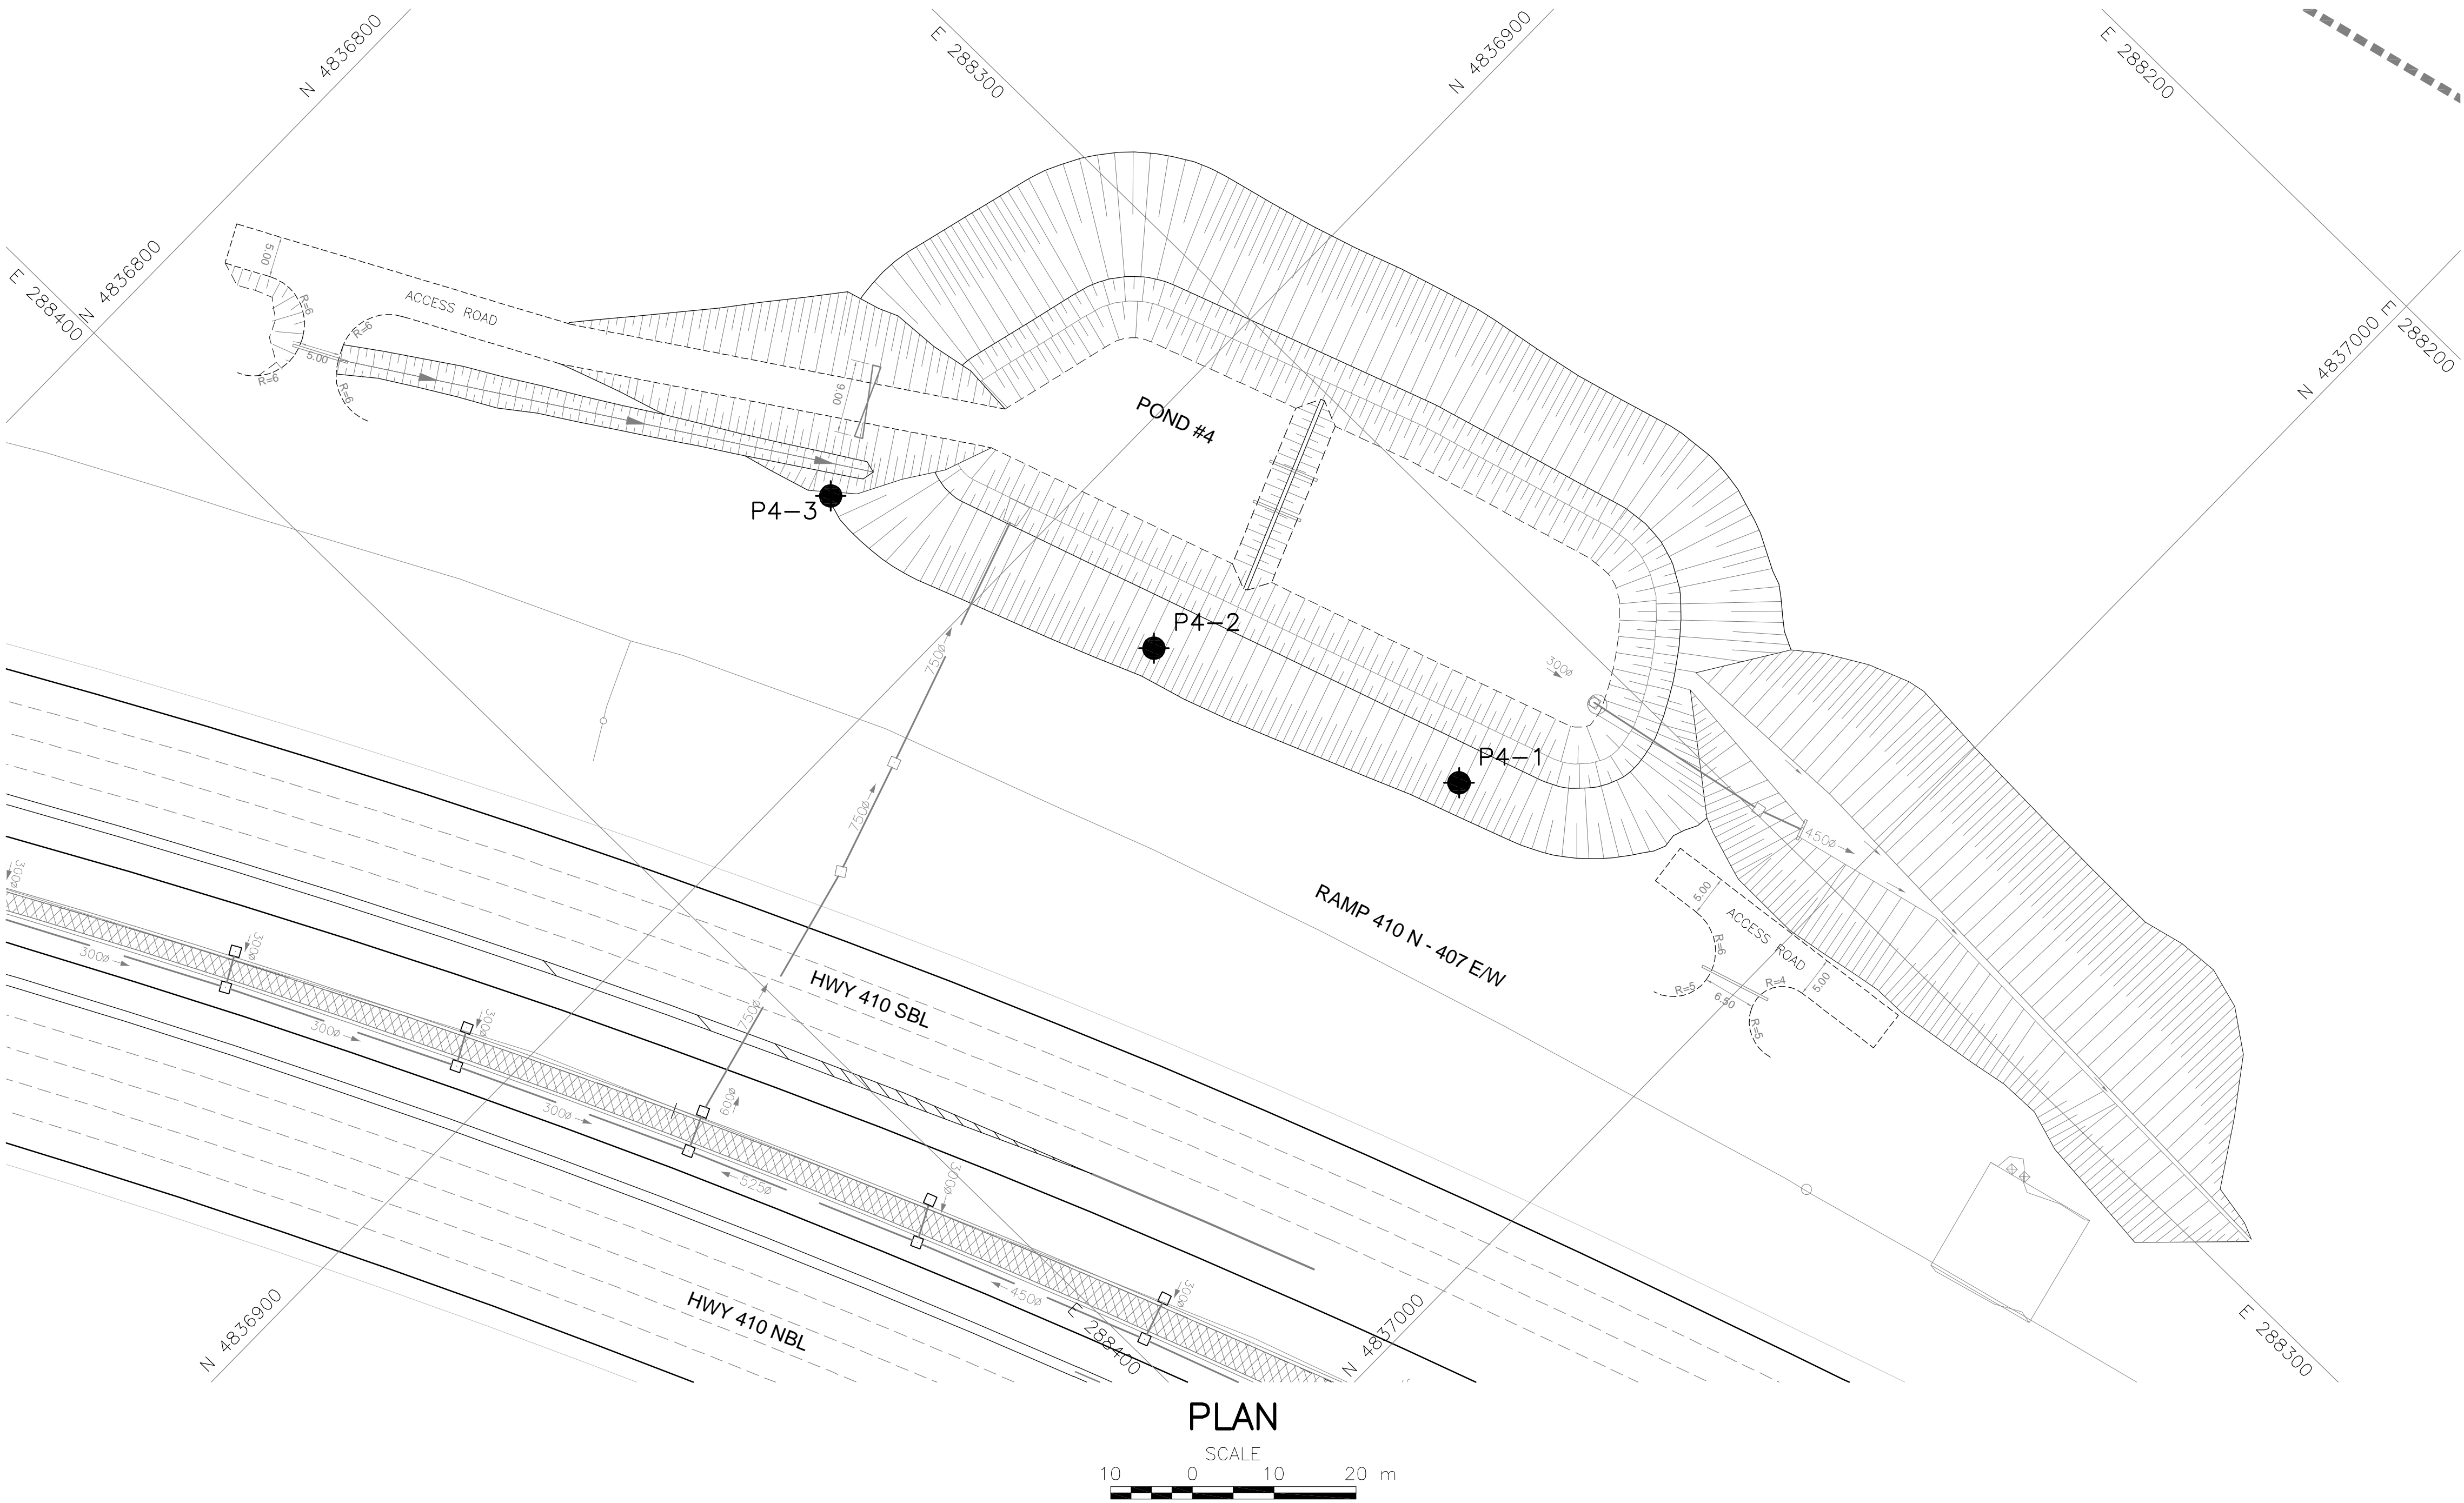 N 4836800
E 288300
N 4836900
E 288200
N 4836800
E 288400
5.00
R=6
ACCESS ROAD
R=6
5.00
R=6
R=6
9.00
POND #4
N 4837000
E 288200
P4-3
P4-2
750ø
300ø
P4-1
750ø
450ø
5.00
ACCESS ROAD
R=6
R=4
5.00
R=5
6.50
R=5
RAMP 410 N - 407 E/W
300ø
300ø
300ø
HWY 410 SBL
750ø
300ø
300ø
600ø
300ø
525ø
300ø
450ø
300ø
E 288400
N 4836900
HWY 410 NBL
N 4837000
E 288300
PLAN
SCALE
10 0 10 20 m